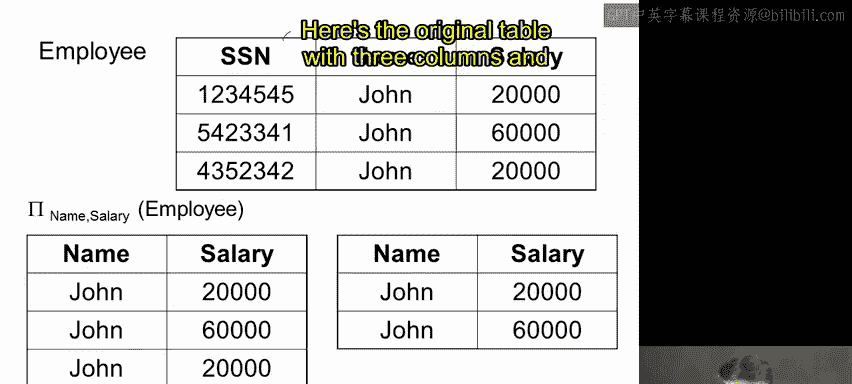 中英字幕课程资源@bilibili.com
Here's the original table
with three columns and
Employee
SSN
1234545 John 20000
5423341 John 60000
4352342 John 20000
Π Name,Salary (Employee)
Name Salary Name Salary
John 20000 John 20000
John 60000 John 60000
John 20000